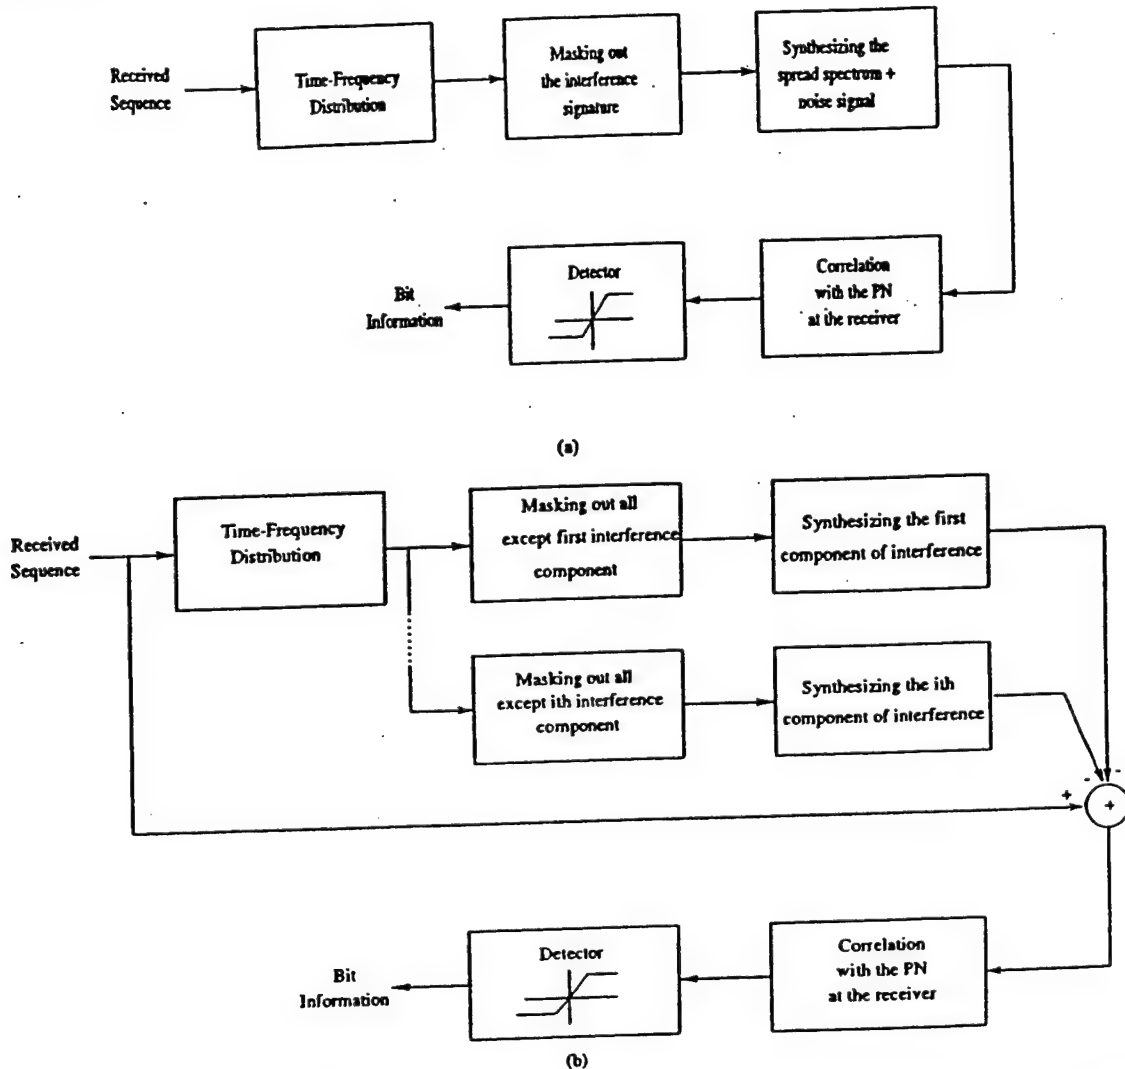 Received
Sequence
Time-Frequency
Distribution
Masking out
the interference
signature
Synthesizing the
spread spectrum +
noise signal
Bit
Information
Detector
Correlation
with the PN
at the receiver
(a)
Received
Sequence
Time-Frequency
Distribution
Masking out all
except first interference
component
Synthesizing the first
component of interference
Masking out all
except ith interference
component
Synthesizing the ith
component of interference
- -
+
+
Bit
Information
Detector
Correlation
with the PN
at the receiver
(b)